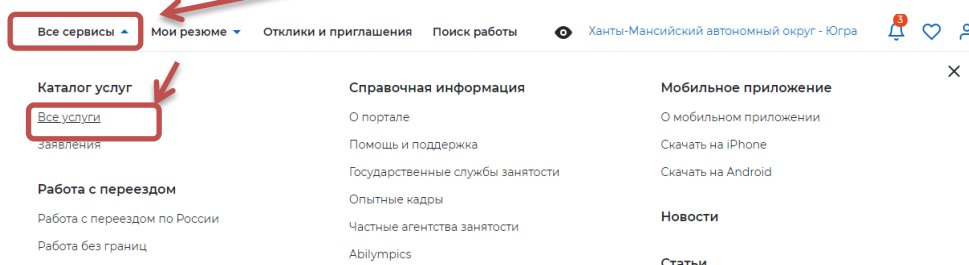 Все сервисы Мои резюме Отклики и приглашения Поиск работы Ханты-Мансийский автономный округ - Югра 3
Каталог услуг
Все услуги
Заявления
Работа с переездом
Работа с переездом по России
Работа без границ
Справочная информация
О портале
Помощь и поддержка
Государственные службы занятости
Опытные кадры
Частные агентства занятости
Abilympics
Мобильное приложение
О мобильном приложении
Скачать на iPhone
Скачать на Android
Новости
Статьи